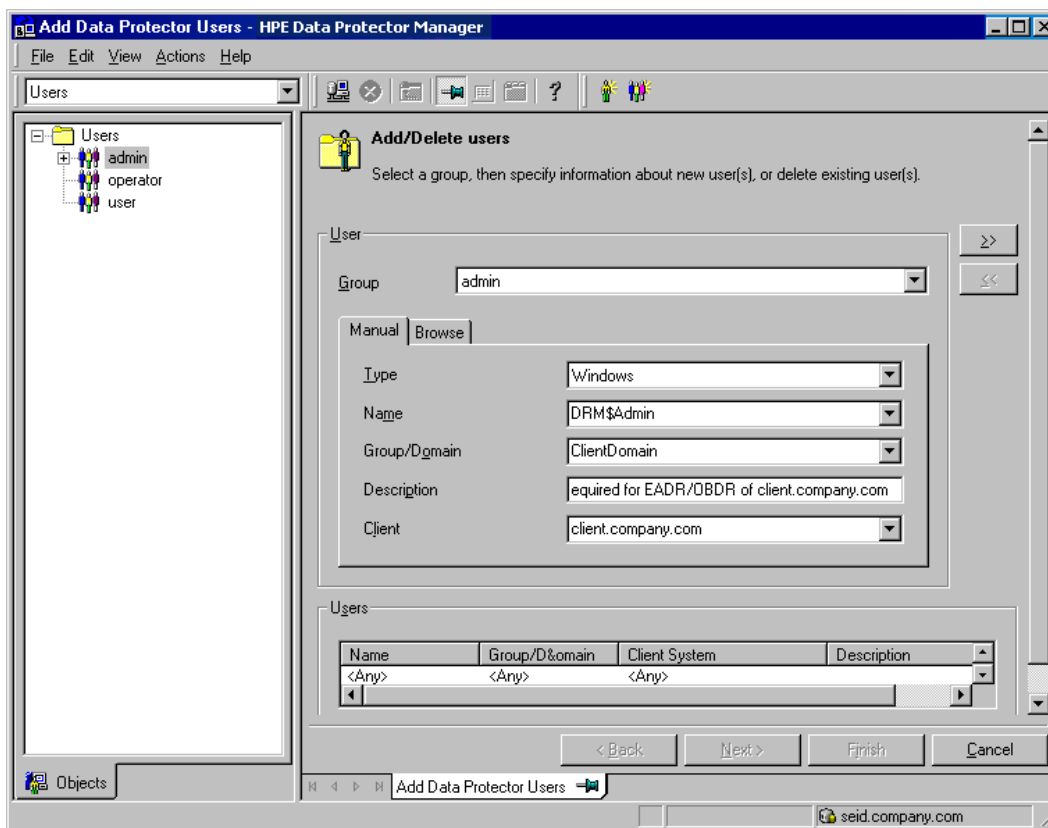 Add Data Protector Users - HPE Data Protector Manager
File Edit View Actions Help
Users
Users
admin
operator
user
Add/Delete users
Select a group, then specify information about new user(s), or delete existing user(s).
User
>>
<<
Group admin
Manual Browse
Type Windows
Name DRM$Admin
Group/Domain ClientDomain
Description equired for EADR/OBDR of client.company.com
Client client.company.com
Users
Name Group/D&omain Client System Description
<Any> <Any> <Any>
< Back Next > Finish Cancel
Objects
Add Data Protector Users
seid.company.com